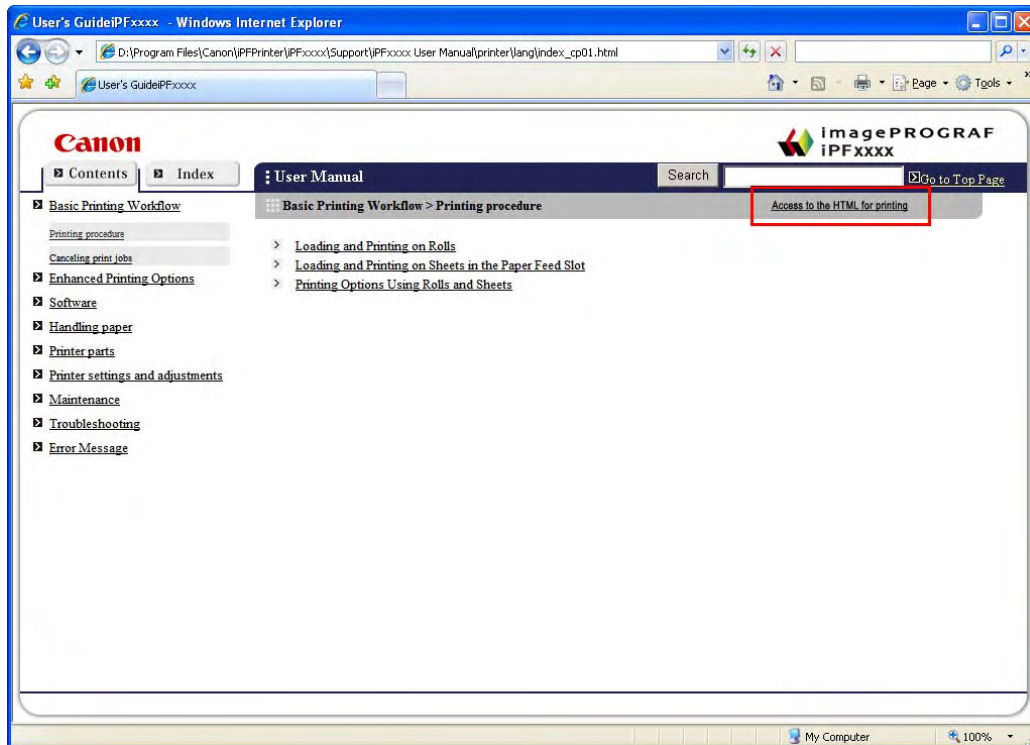 User's GuideiPFxxxx - Windows Internet Explorer
D:\Program Files\Canon\iPFPrinter\iPFxxxx\Support\iPFxxxx User Manual\printer\lang\index_cp01.html
User's GuideiPFxxxx
Page Tools
Canon
imagePROGRAF
iPFxxxx
Contents Index
User Manual
Search
Go to Top Page
Basic Printing Workflow > Printing procedure
Access to the HTML for printing
Basic Printing Workflow
Printing procedure
Canceling print jobs
Enhanced Printing Options
Software
Handling paper
Printer parts
Printer settings and adjustments
Maintenance
Troubleshooting
Error Message
> Loading and Printing on Rolls
> Loading and Printing on Sheets in the Paper Feed Slot
> Printing Options Using Rolls and Sheets
My Computer
100%